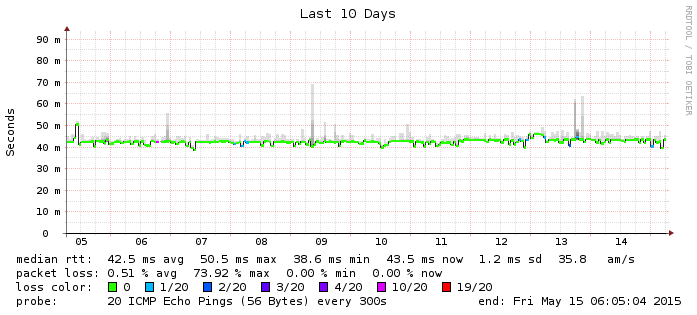 Last 10 Days
RRDTOOL / TOBI OETIKER
Seconds
90 m
80 m
70 m
60 m
50 m
40 m
30 m
20 m
10 m
0
05 06 07 08 09 10 11 12 13 14
median rtt: 42.5 ms avg 50.5 ms max 38.6 ms min 43.5 ms now 1.2 ms sd 35.8 am/s
packet loss: 0.51 % avg 73.92 % max 0.00 % min 0.00 % now
loss color: 0 1/20 2/20 3/20 4/20 10/20 19/20
probe: 20 ICMP Echo Pings (56 Bytes) every 300s end: Fri May 15 06:05:04 2015